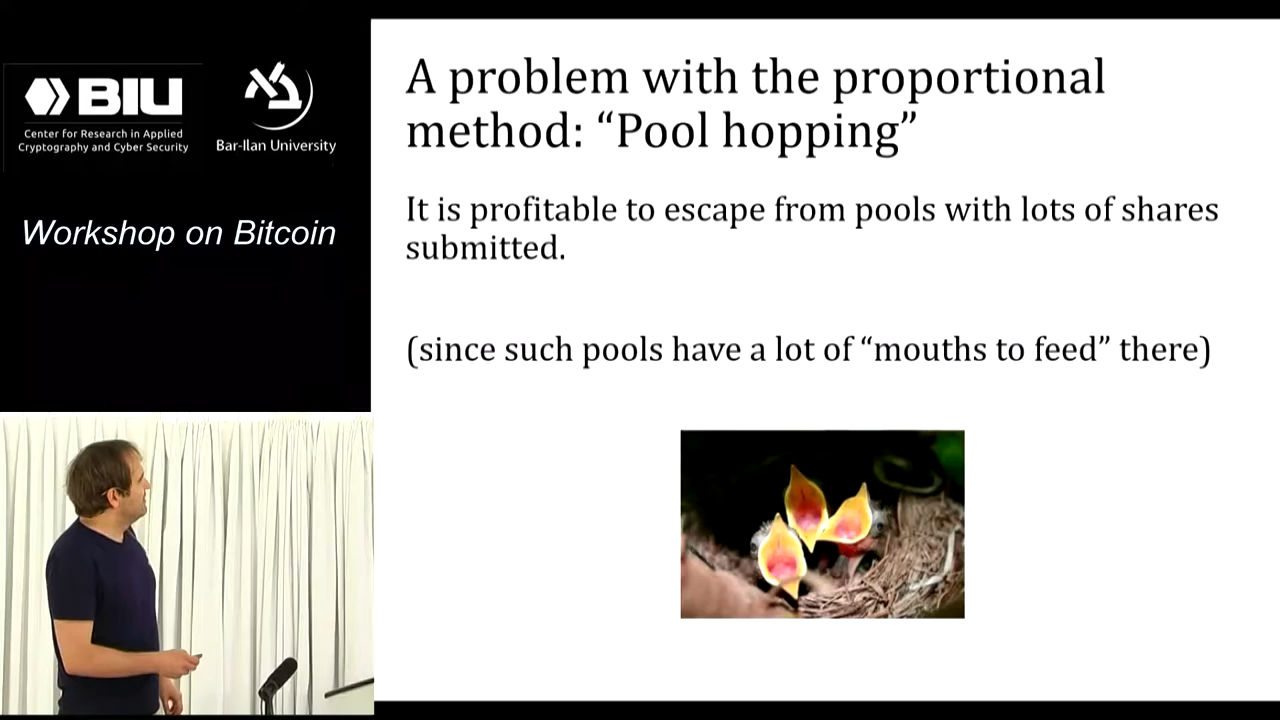 BIU
Center for Research in Applied
Cryptography and Cyber Security
Bar-Ilan University
Workshop on Bitcoin
A problem with the proportional
method: “Pool hopping”
It is profitable to escape from pools with lots of shares
submitted.
(since such pools have a lot of “mouths to feed” there)